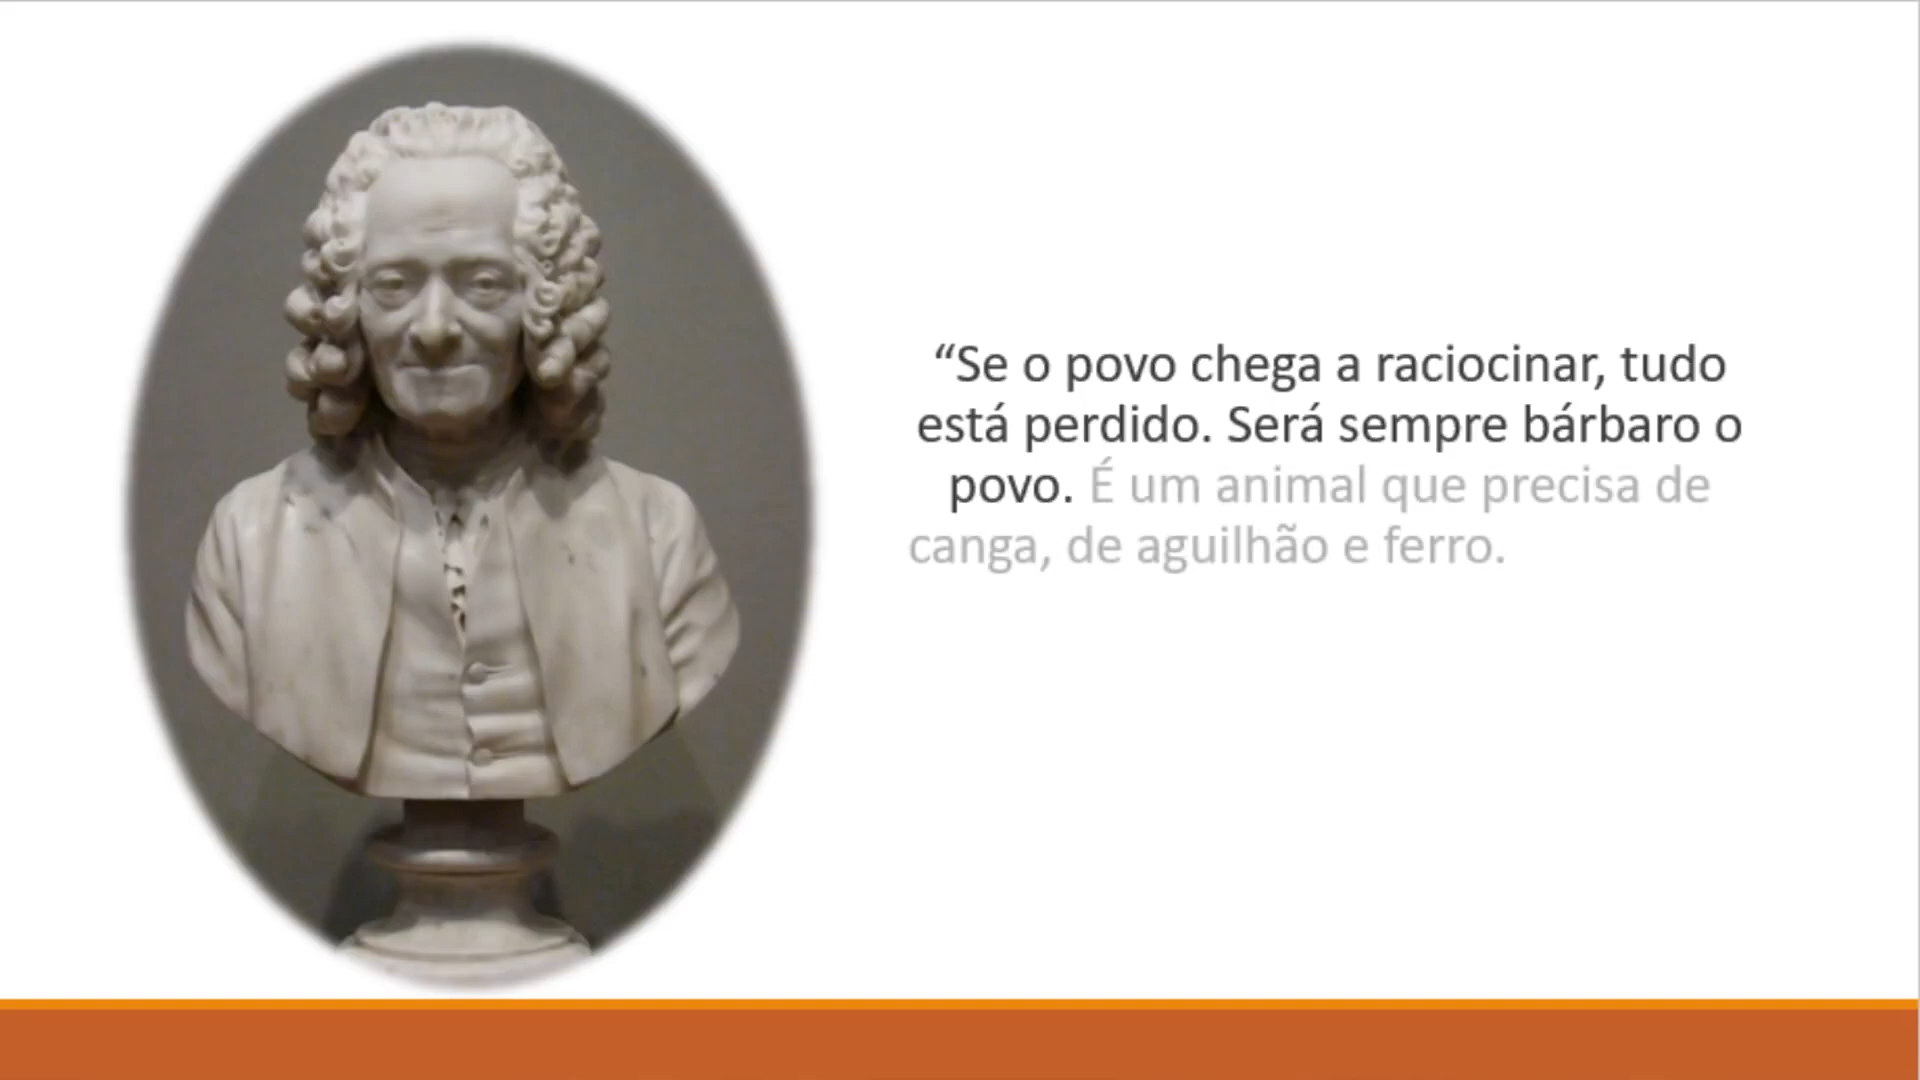 “Se o povo chega a raciocinar, tudo
está perdido. Será sempre bárbaro o
povo. É um animal que precisa de
canga, de aguilhão e ferro.